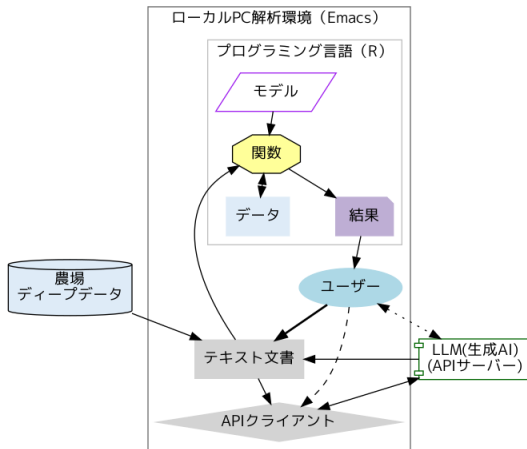 ローカルPC解析環境（Emacs）
プログラミング言語（R）
モデル
関数
データ
結果
農場
ディープデータ
ユーザー
テキスト文書
LLM(生成AI)
(APIサーバー)
APIクライアント